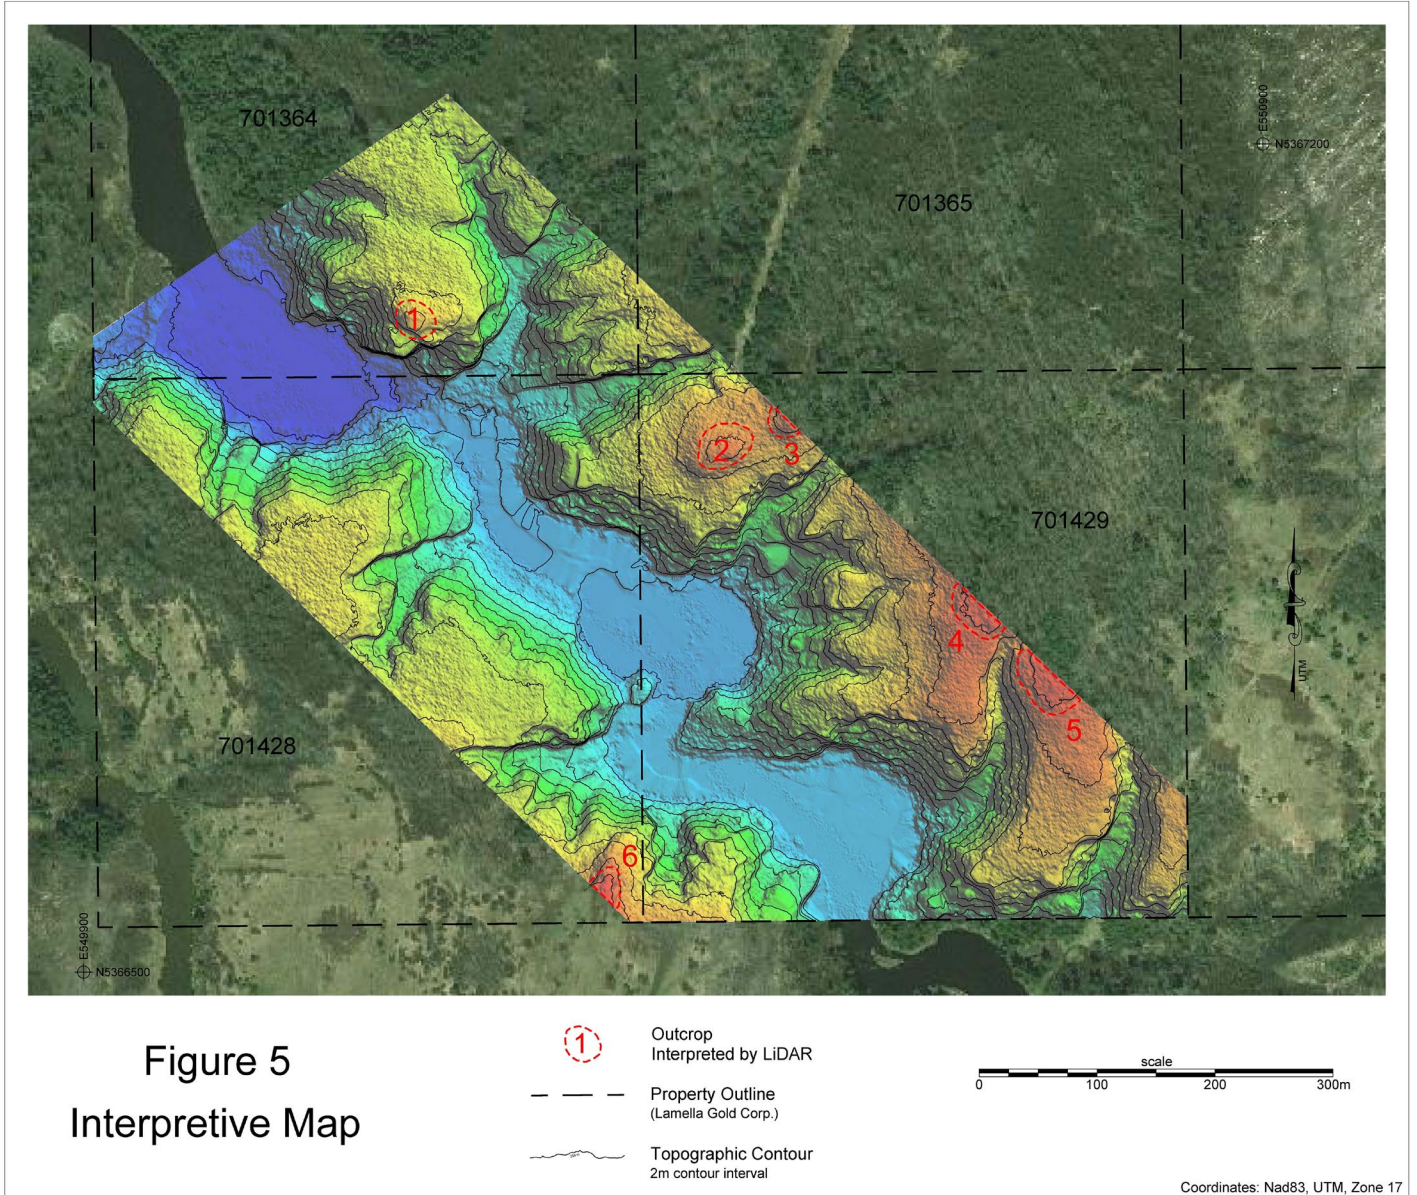 701364
E550900
N5367200
701365
1
2
3
701429
4
UTM
5
701428
6
E549900
N5366500
Figure 5
Interpretive Map
1
Outcrop
Interpreted by LiDAR
Property Outline
(Lamella Gold Corp.)
Topographic Contour
2m contour interval
scale
0 100 200 300m
Coordinates: Nad83, UTM, Zone 17